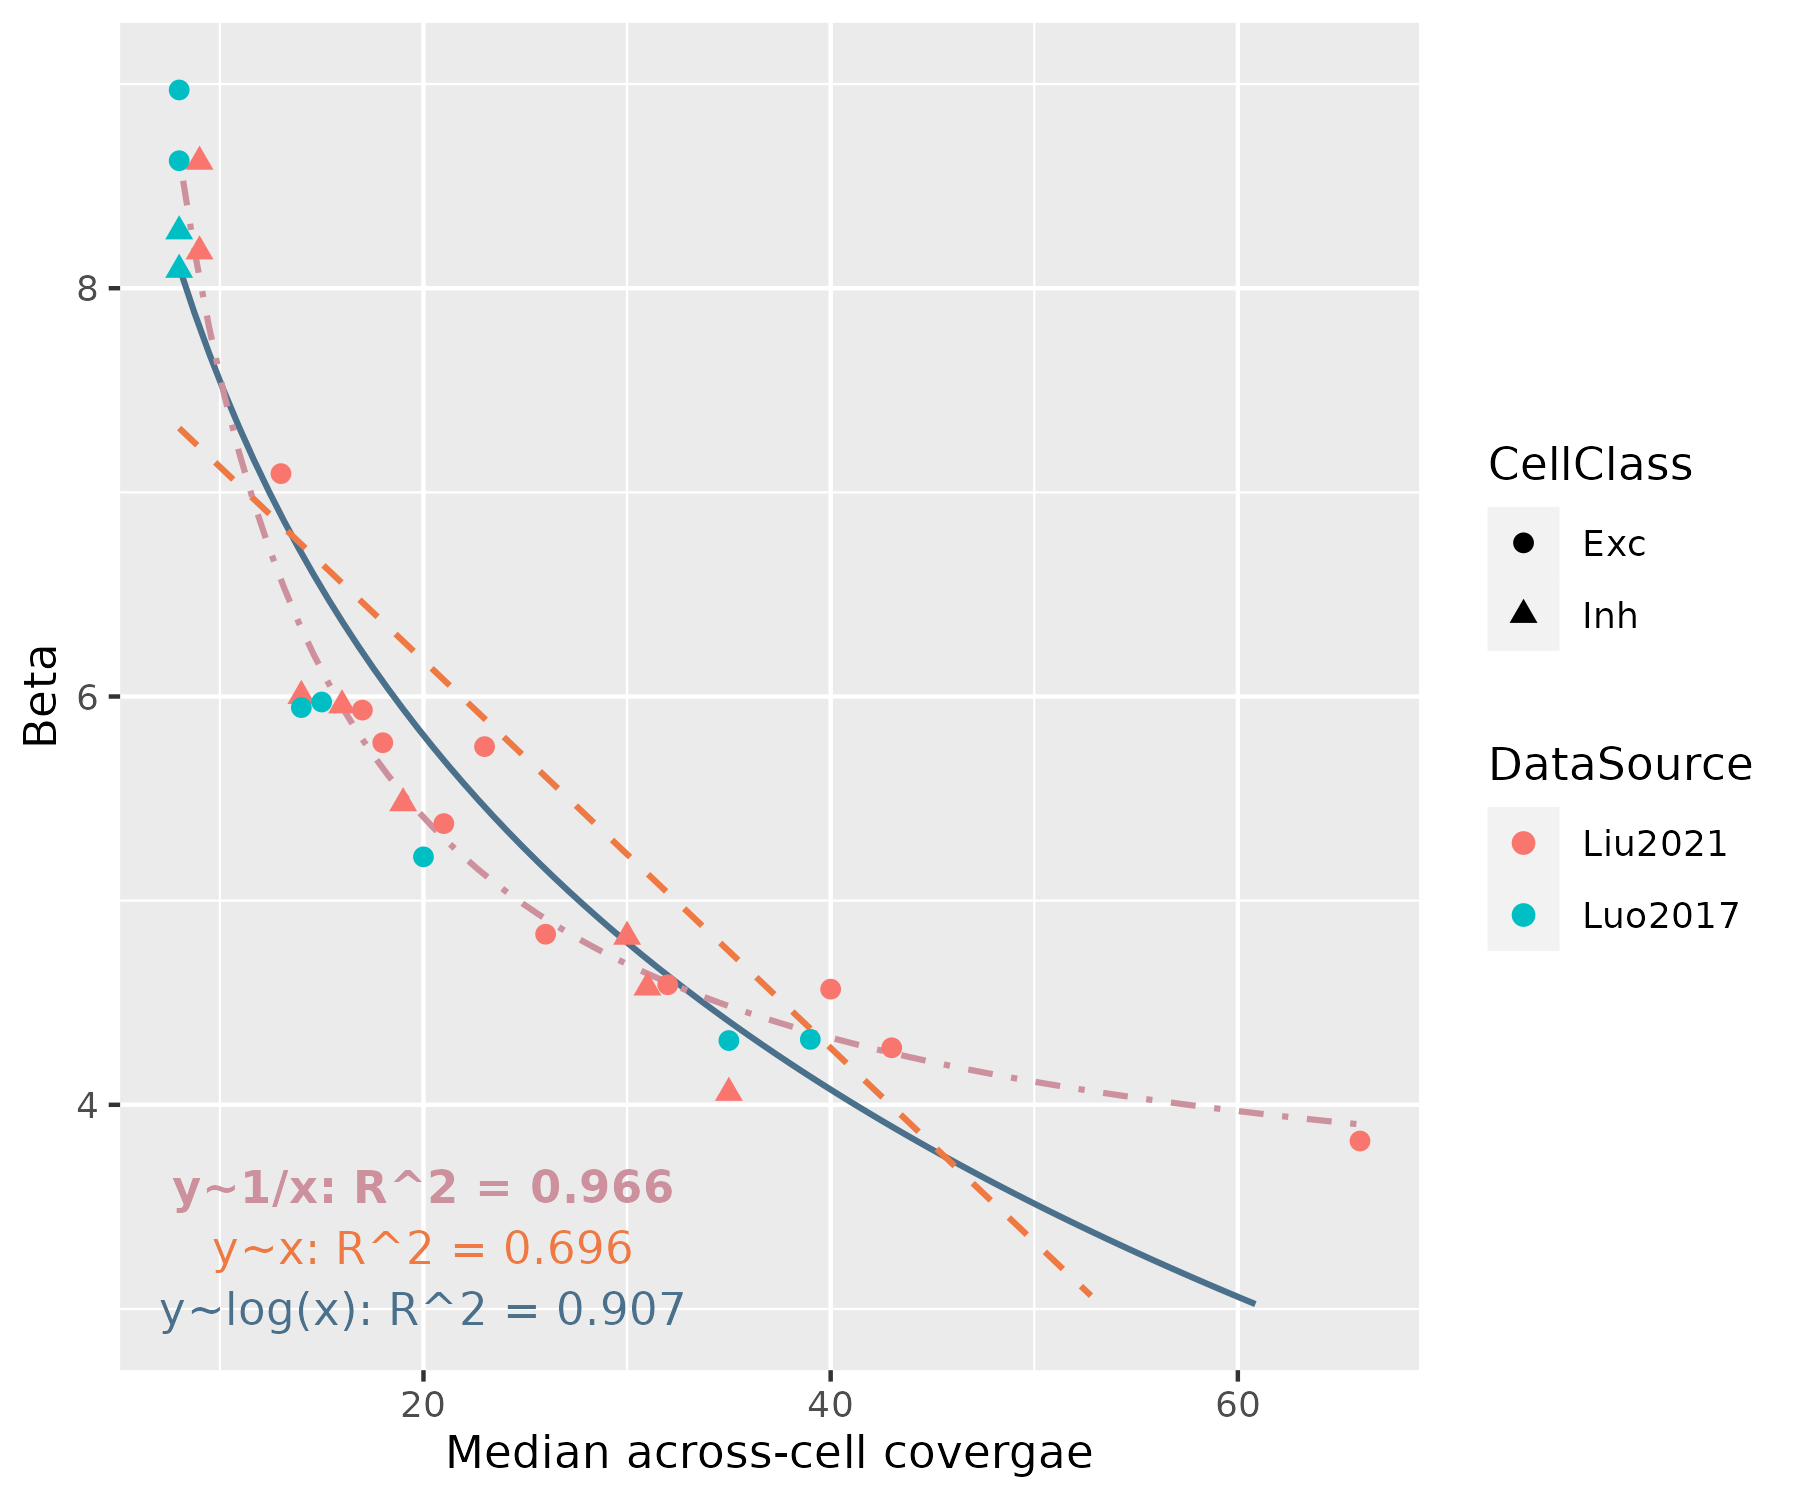 8
6
4
Beta
y~1/x: R^2 = 0.966
y~x: R^2 = 0.696
y~log(x): R^2 = 0.907
20
40
60
Median across-cell covergae
CellClass
Exc
Inh
DataSource
Liu2021
Luo2017